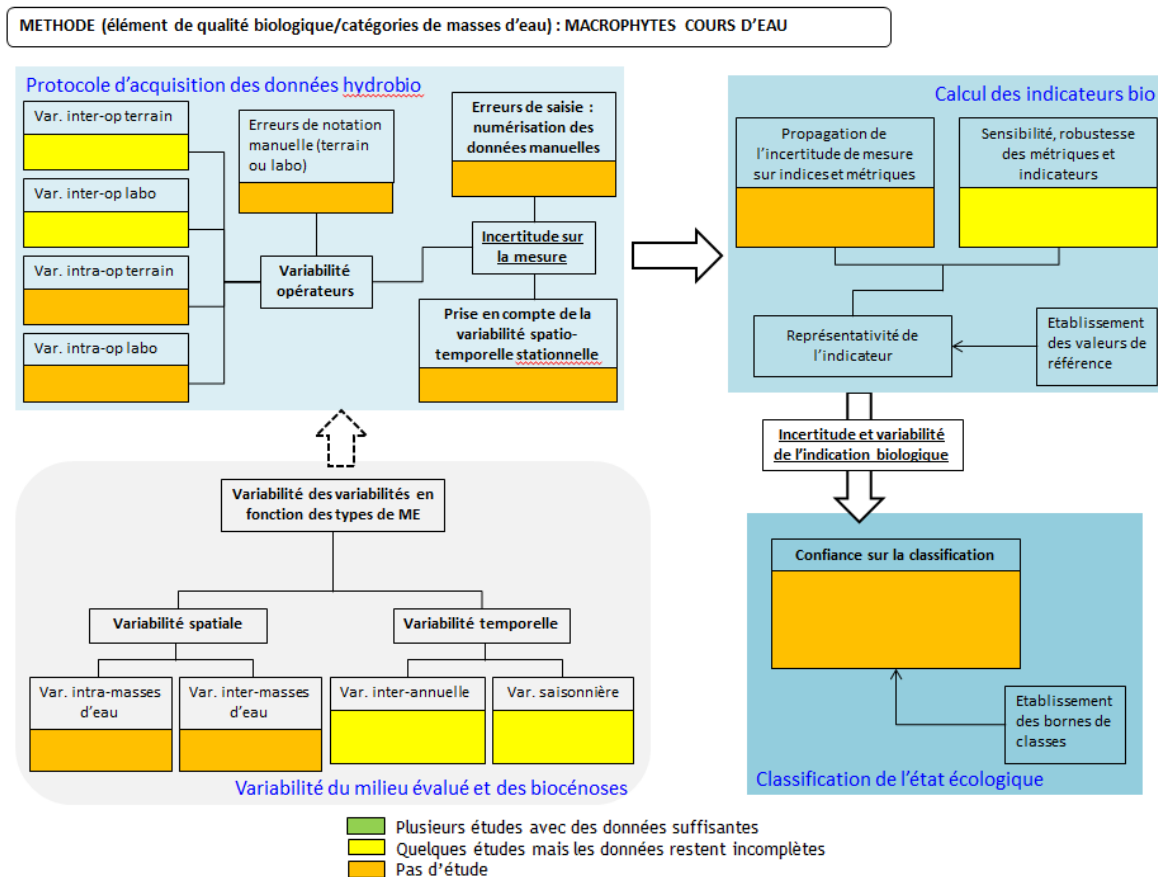 METHODE (élément de qualité biologique/catégories de masses d'eau) : MACROPHYTES COURS D'EAU
Protocole d'acquisition des données hydrobio
Var. inter-op terrain
Var. inter-op labo
Var. intra-op terrain
Var. intra-op labo
Erreurs de notation
manuelle (terrain
ou labo)
Variabilité
opérateurs
Erreurs de saisie :
numérisation des
données manuelles
Incertitude sur
la mesure
Prise en compte de la
variabilité spatio-
temporelle stationnelle
Calcul des indicateurs bio
Propagation de
l'incertitude de mesure
sur indices et métriques
Sensibilité, robustesse
des métriques et
indicateurs
Représentativité de
l'indicateur
Etablissement
des valeurs de
référence
Incertitude et variabilité
de l'indication biologique
Variabilité des variabilités en
fonction des types de ME
Variabilité spatiale
Variabilité temporelle
Var. intra-masses
d'eau
Var. inter-masses
d'eau
Var. inter-annuelle
Var. saisonnière
Variabilité du milieu évalué et des biocénoses
Confiance sur la classification
Etablissement
des bornes de
classes
Classification de l'état écologique
Plusieurs études avec des données suffisantes
Quelques études mais les données restent incomplètes
Pas d'étude